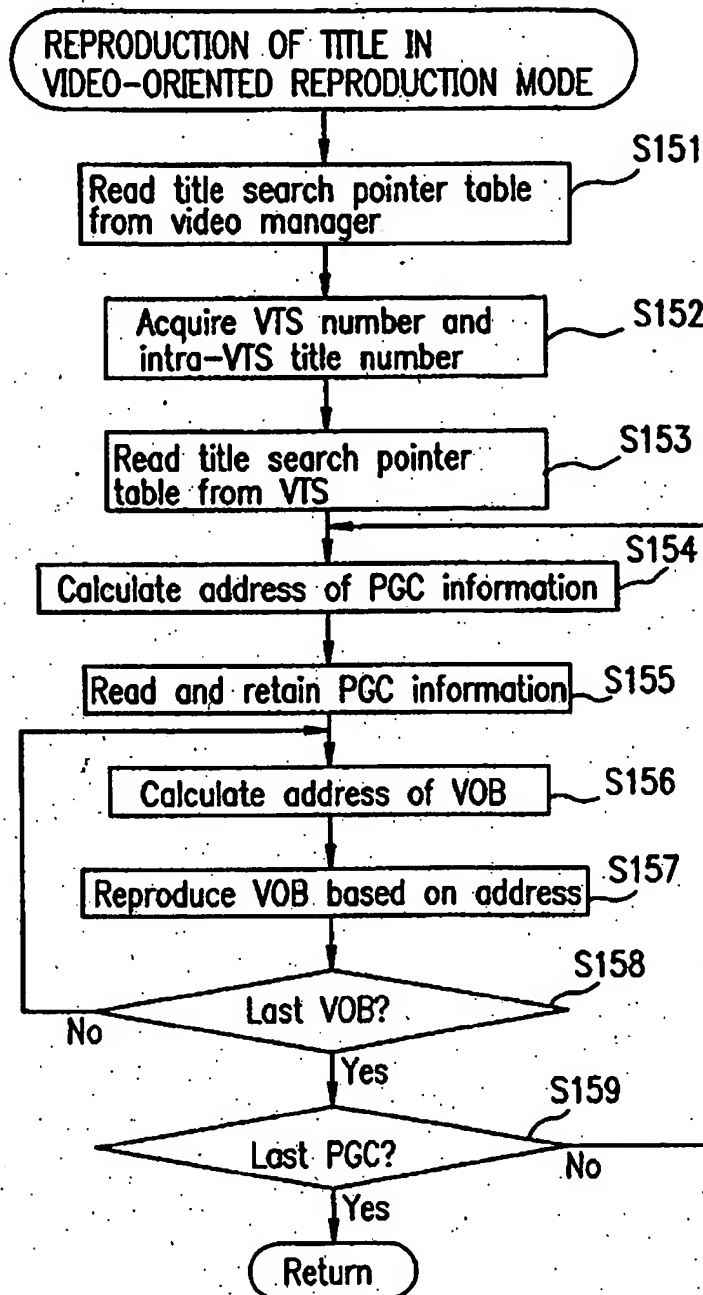 REPRODUCTION OF TITLE IN
VIDEO-ORIENTED REPRODUCTION MODE
S151
Read title search pointer table
from video manager
S152
Acquire VTS number and
intra-VTS title number
S153
Read title search pointer
table from VTS
S154
Calculate address of PGC information
S155
Read and retain PGC information
S156
Calculate address of VOB
S157
Reproduce VOB based on address
S158
Last VOB?
No
Yes
S159
Last PGC?
No
Yes
Return